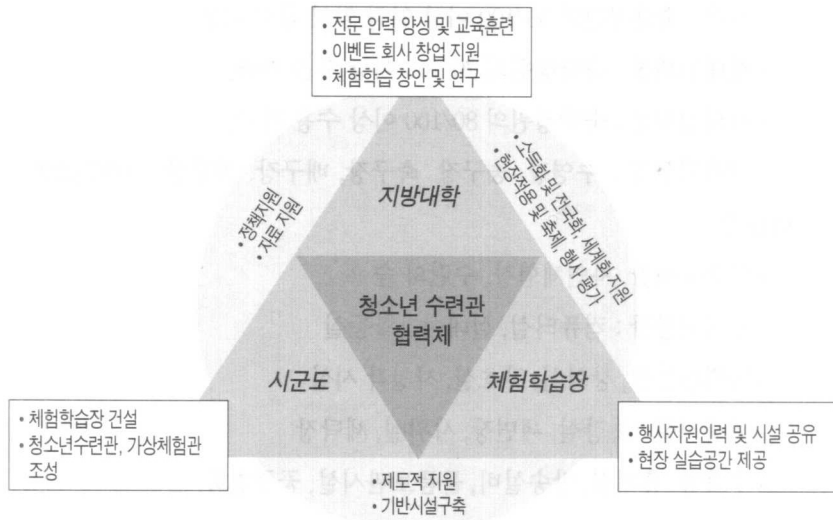 • 전문 인력 양성 및 교육훈련
• 이벤트 회사 창업 지원
• 체험학습 창안 및 연구
• 정책지원
• 자료 지원
• 소득화 및 전국화, 세계화 지원
• 현장적용 및 축제, 행사 평가
지방대학
청소년 수련관
협력체
시군도
체험학습장
• 체험학습장 건설
• 청소년수련관, 가상체험관
조성
• 행사지원인력 및 시설 공유
• 현장 실습공간 제공
• 제도적지원
• 기반시설구축